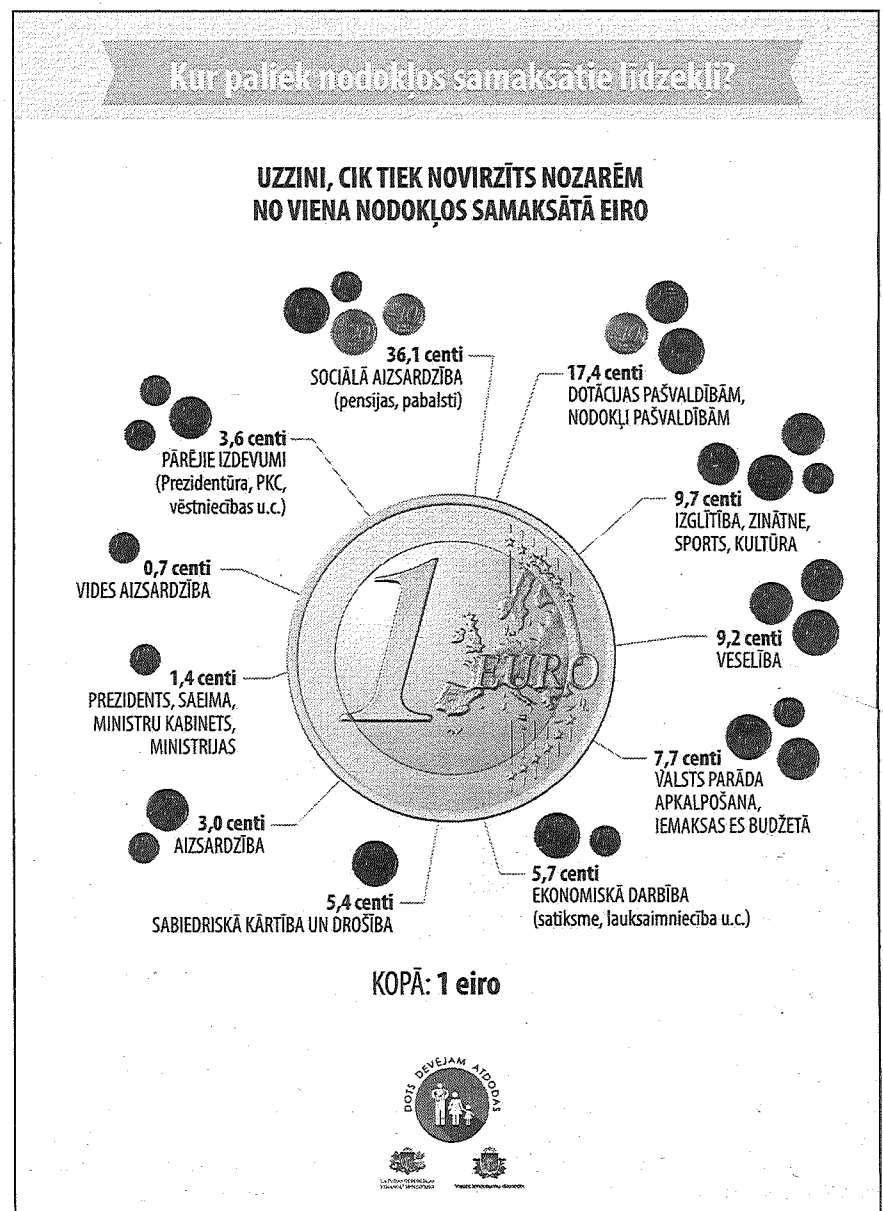 Kur paliek nodokļos samaksātie līdzekļi?
UZZINI, CIK TIEK NOVIRZĪTS NOZARĒM
NO VIENA NODOKĻOS SAMAKSĀTĀ EIRO
36,1 centi
SOCIĀLĀ AIZSARDZĪBA
(pensijas, pabalsti)
17,4 centi
DOTĀCIJAS PAŠVALDĪBĀM,
NODOKĻI PAŠVALDĪBĀM
3,6 centi
PĀRĒJIE IZDEVUMI
(Prezidentūra, PKC,
vēstniecības u.c.)
9,7 centi
IZGLĪTĪBA, ZINĀTNE,
SPORTS, KULTŪRA
0,7 centi
VIDES AIZSARDZĪBA
9,2 centi
VESELĪBA
1,4 centi
PREZIDENTS, SAEIMA,
MINISTRU KABINETS,
MINISTRIJAS
1
EURO
7,7 centi
VALSTS PARĀDA
APKALPOŠANA,
IEMAKSAS ES BUDŽETĀ
3,0 centi
AIZSARDZĪBA
5,7 centi
EKONOMISKĀ DARBĪBA
(satiksme, lauksaimniecība u.c.)
5,4 centi
SABIEDRISKĀ KĀRTĪBA UN DROŠĪBA
KOPĀ: 1 eiro
DOTS DEVĒJAM ATDODAS